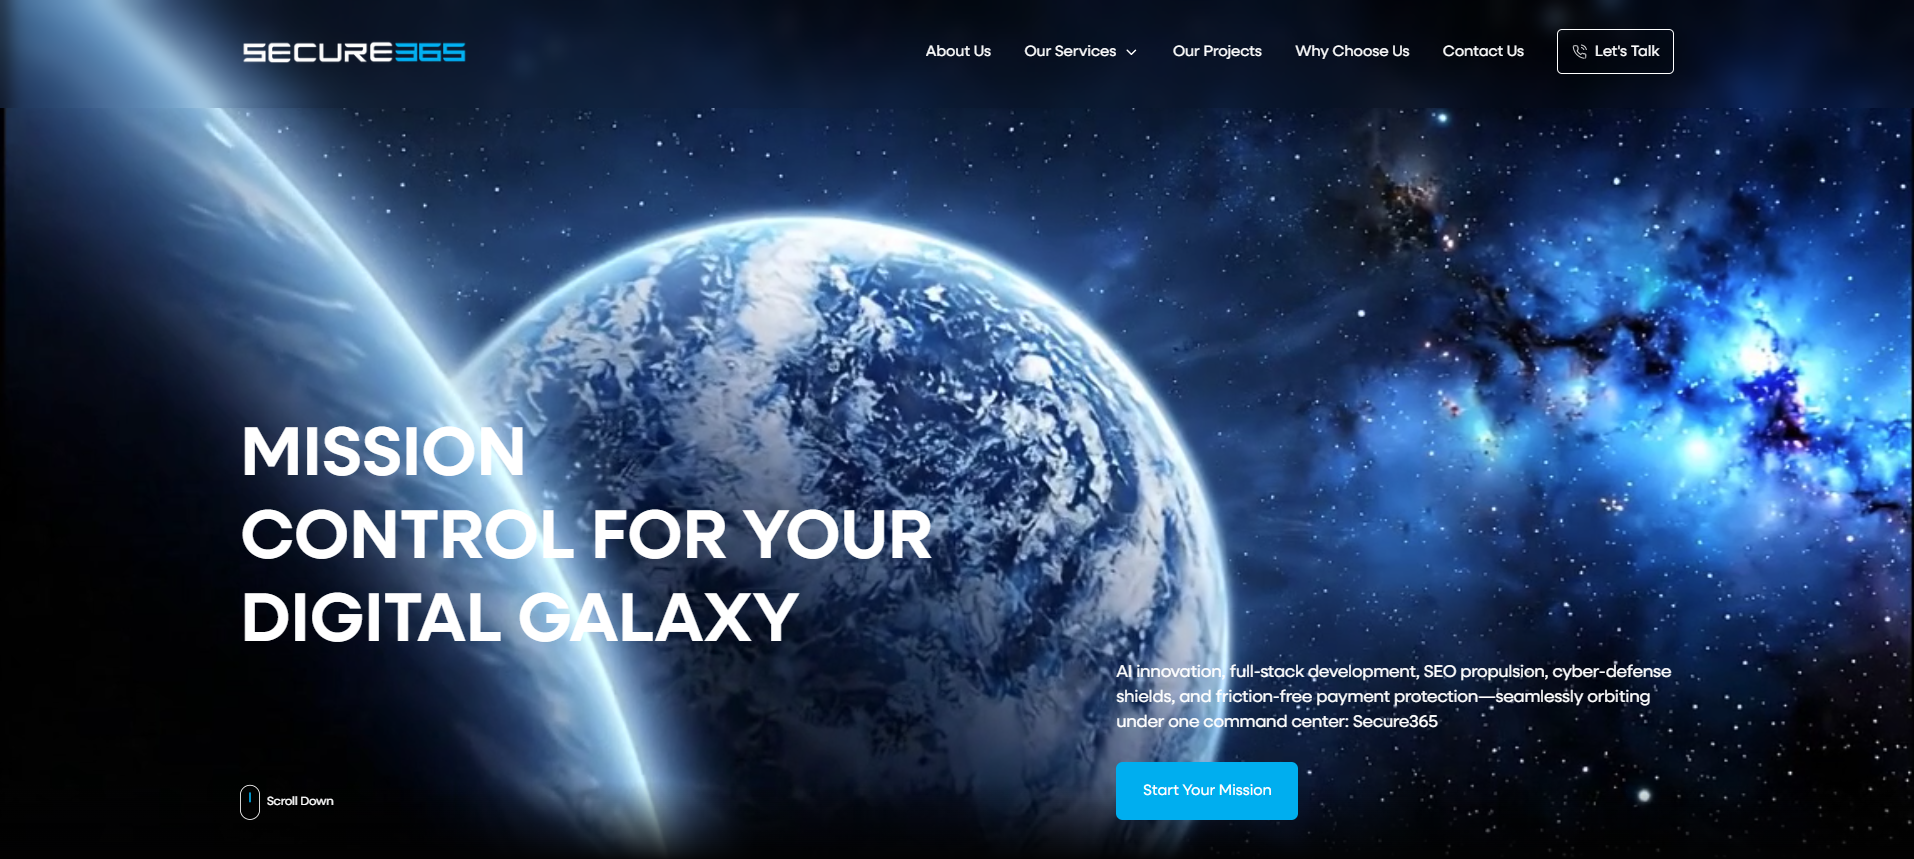 SECURE365
About Us
Our Services
Our Projects
Why Choose Us
Contact Us
Let's Talk
MISSION
CONTROL FOR YOUR
DIGITAL GALAXY
AI innovation, full-stack development, SEO propulsion, cyber-defense
shields, and friction-free payment protection—seamlessly orbiting
under one command center: Secure365
Start Your Mission
Scroll Down